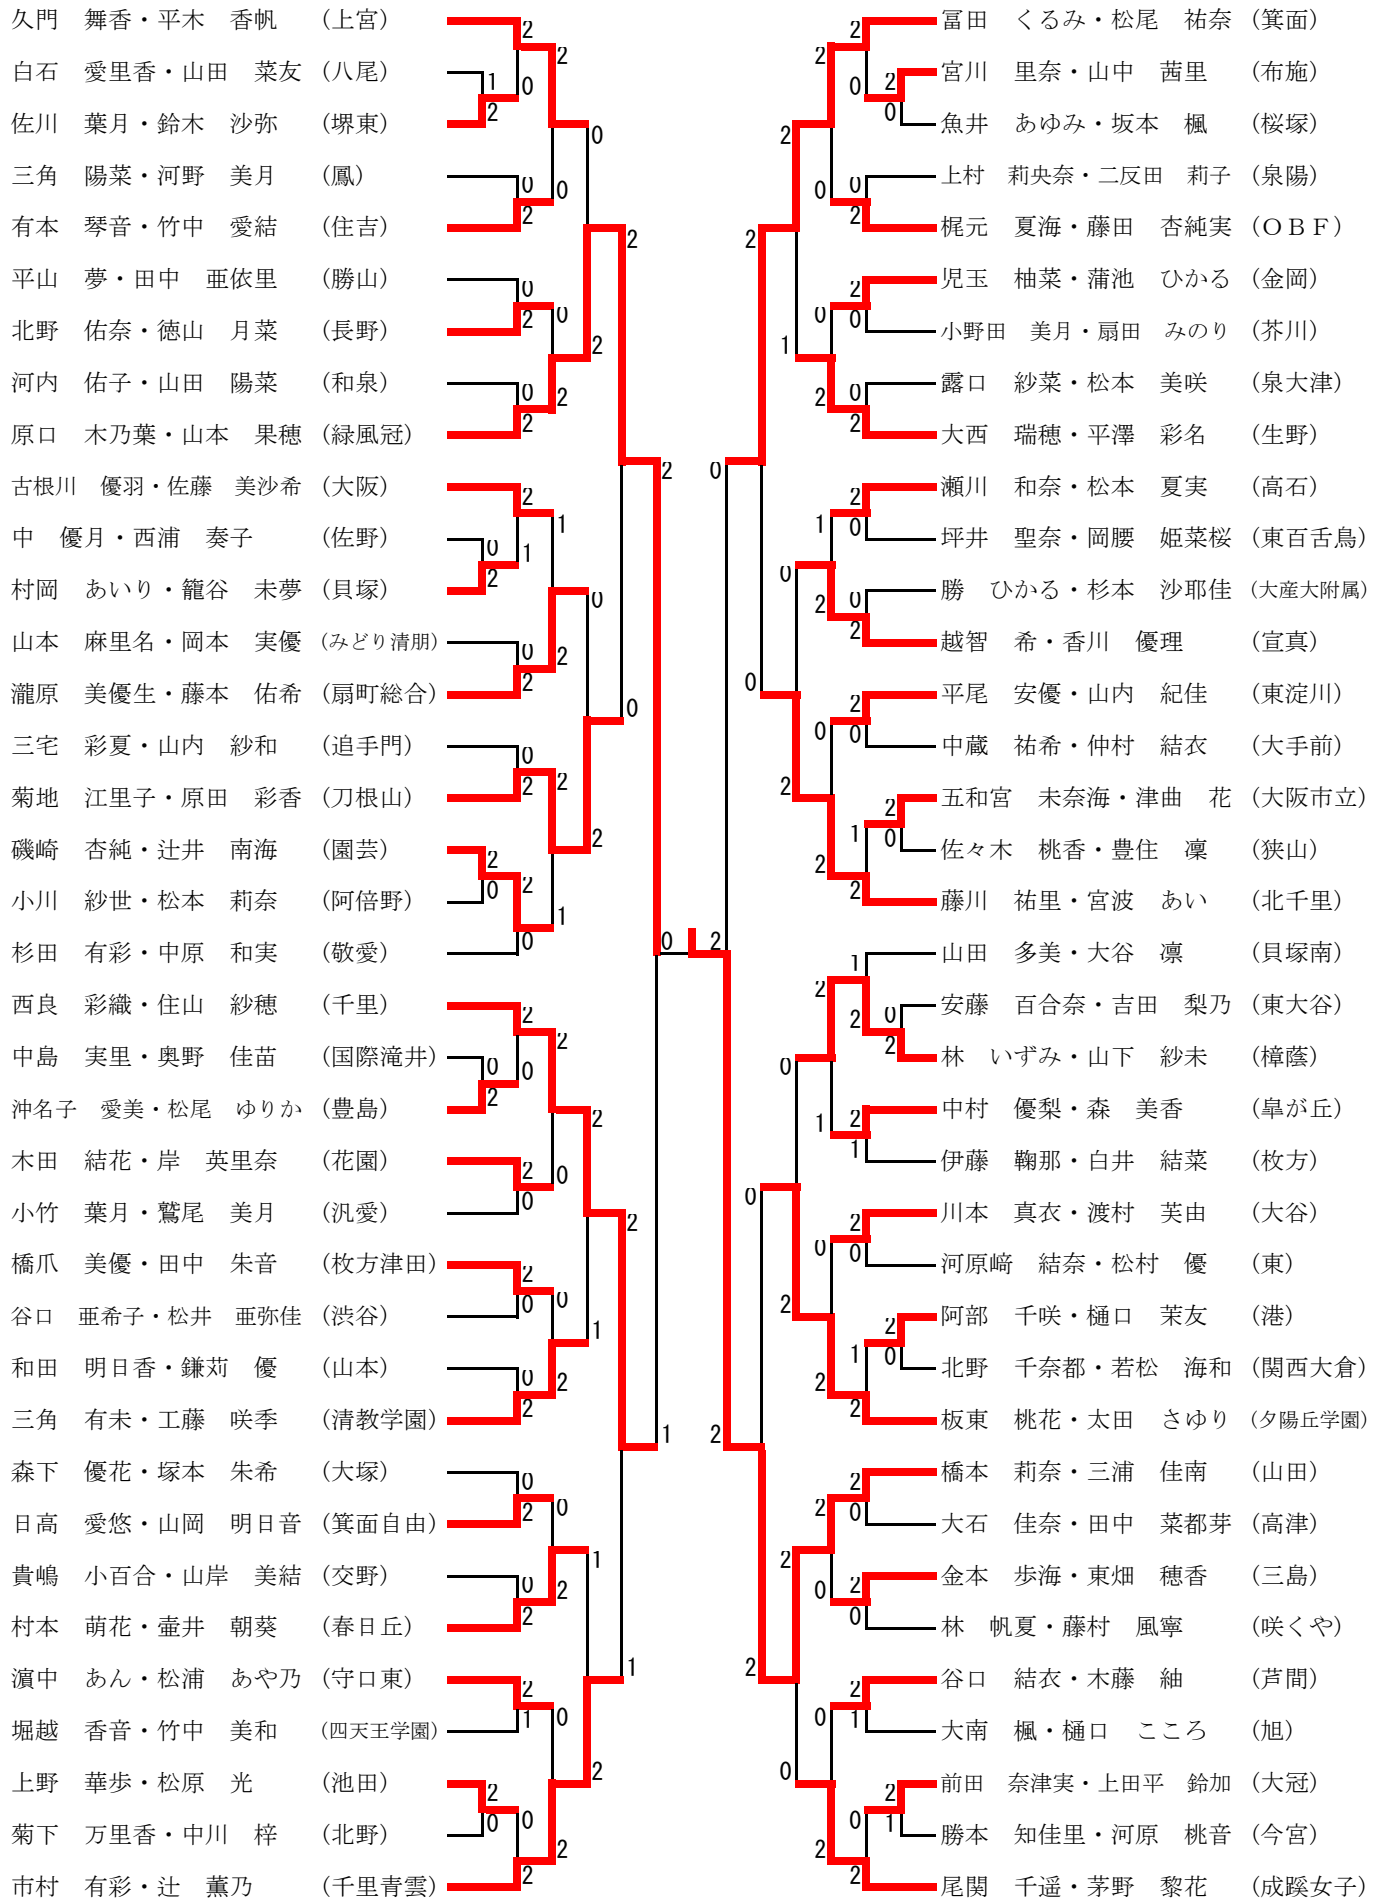 久門　舞香・平木　香帆　(上宮)
白石　愛里香・山田　菜友　(八尾)
佐川　葉月・鈴木　沙弥　(堺東)
三角　陽菜・河野　美月　(鳳)
有本　琴音・竹中　愛結　(住吉)
平山　夢・田中　亜依里　(勝山)
北野　佑奈・徳山　月菜　(長野)
河内　佑子・山田　陽菜　(和泉)
原口　木乃葉・山本　果穂　(緑風冠)
古根川　優羽・佐藤　美沙希　(大阪)
中　優月・西浦　奏子　(佐野)
村岡　あいり・籠谷　未夢　(貝塚)
山本　麻里名・岡本　実優　(みどり清朋)
瀧原　美優生・藤本　佑希　(扇町総合)
三宅　彩夏・山内　紗和　(追手門)
菊地　江里子・原田　彩香　(刀根山)
磯崎　杏純・辻井　南海　(園芸)
小川　紗世・松本　莉奈　(阿倍野)
杉田　有彩・中原　和実　(敬愛)
西良　彩織・住山　紗穂　(千里)
中島　実里・奥野　佳苗　(国際滝井)
沖名子　愛美・松尾　ゆりか　(豊島)
木田　結花・岸　英里奈　(花園)
小竹　葉月・鷲尾　美月　(汎愛)
橋爪　美優・田中　朱音　(枚方津田)
谷口　亜希子・松井　亜弥佳　(渋谷)
和田　明日香・鎌苅　優　(山本)
三角　有未・工藤　咲季　(清教学園)
森下　優花・塚本　朱希　(大塚)
日高　愛悠・山岡　明日音　(箕面自由)
貴嶋　小百合・山岸　美結　(交野)
村本　萌花・壷井　朝葵　(春日丘)
濵中　あん・松浦　あや乃　(守口東)
堀越　香音・竹中　美和　(四天王学園)
上野　華歩・松原　光　(池田)
菊下　万里香・中川　梓　(北野)
市村　有彩・辻　薫乃　(千里青雲)
冨田　くるみ・松尾　祐奈　(箕面)
宮川　里奈・山中　茜里　(布施)
魚井　あゆみ・坂本　楓　(桜塚)
上村　莉央奈・二反田　莉子　(泉陽)
梶元　夏海・藤田　杏純実　(ＯＢＦ)
児玉　柚菜・蒲池　ひかる　(金岡)
小野田　美月・扇田　みのり　(芥川)
露口　紗菜・松本　美咲　(泉大津)
大西　瑞穂・平澤　彩名　(生野)
瀬川　和奈・松本　夏実　(高石)
坪井　聖奈・岡腰　姫菜桜　(東百舌鳥)
勝　ひかる・杉本　沙耶佳　(大産大附属)
越智　希・香川　優理　(宣真)
平尾　安優・山内　紀佳　(東淀川)
中蔵　祐希・仲村　結衣　(大手前)
五和宮　未奈海・津曲　花　(大阪市立)
佐々木　桃香・豊住　凜　(狭山)
藤川　祐里・宮波　あい　(北千里)
山田　多美・大谷　凛　(貝塚南)
安藤　百合奈・吉田　梨乃　(東大谷)
林　いずみ・山下　紗未　(樟蔭)
中村　優梨・森　美香　(皐が丘)
伊藤　鞠那・白井　結菜　(枚方)
川本　真衣・渡村　芙由　(大谷)
河原﨑　結奈・松村　優　(東)
阿部　千咲・樋口　茉友　(港)
北野　千奈都・若松　海和　(関西大倉)
板東　桃花・太田　さゆり　(夕陽丘学園)
橋本　莉奈・三浦　佳南　(山田)
大石　佳奈・田中　菜都芽　(高津)
金本　歩海・東畑　穂香　(三島)
林　帆夏・藤村　風寧　(咲くや)
谷口　結衣・木藤　紬　(芦間)
大南　楓・樋口　こころ　(旭)
前田　奈津実・上田平　鈴加　(大冠)
勝本　知佳里・河原　桃音　(今宮)
尾関　千遥・茅野　黎花　(成蹊女子)